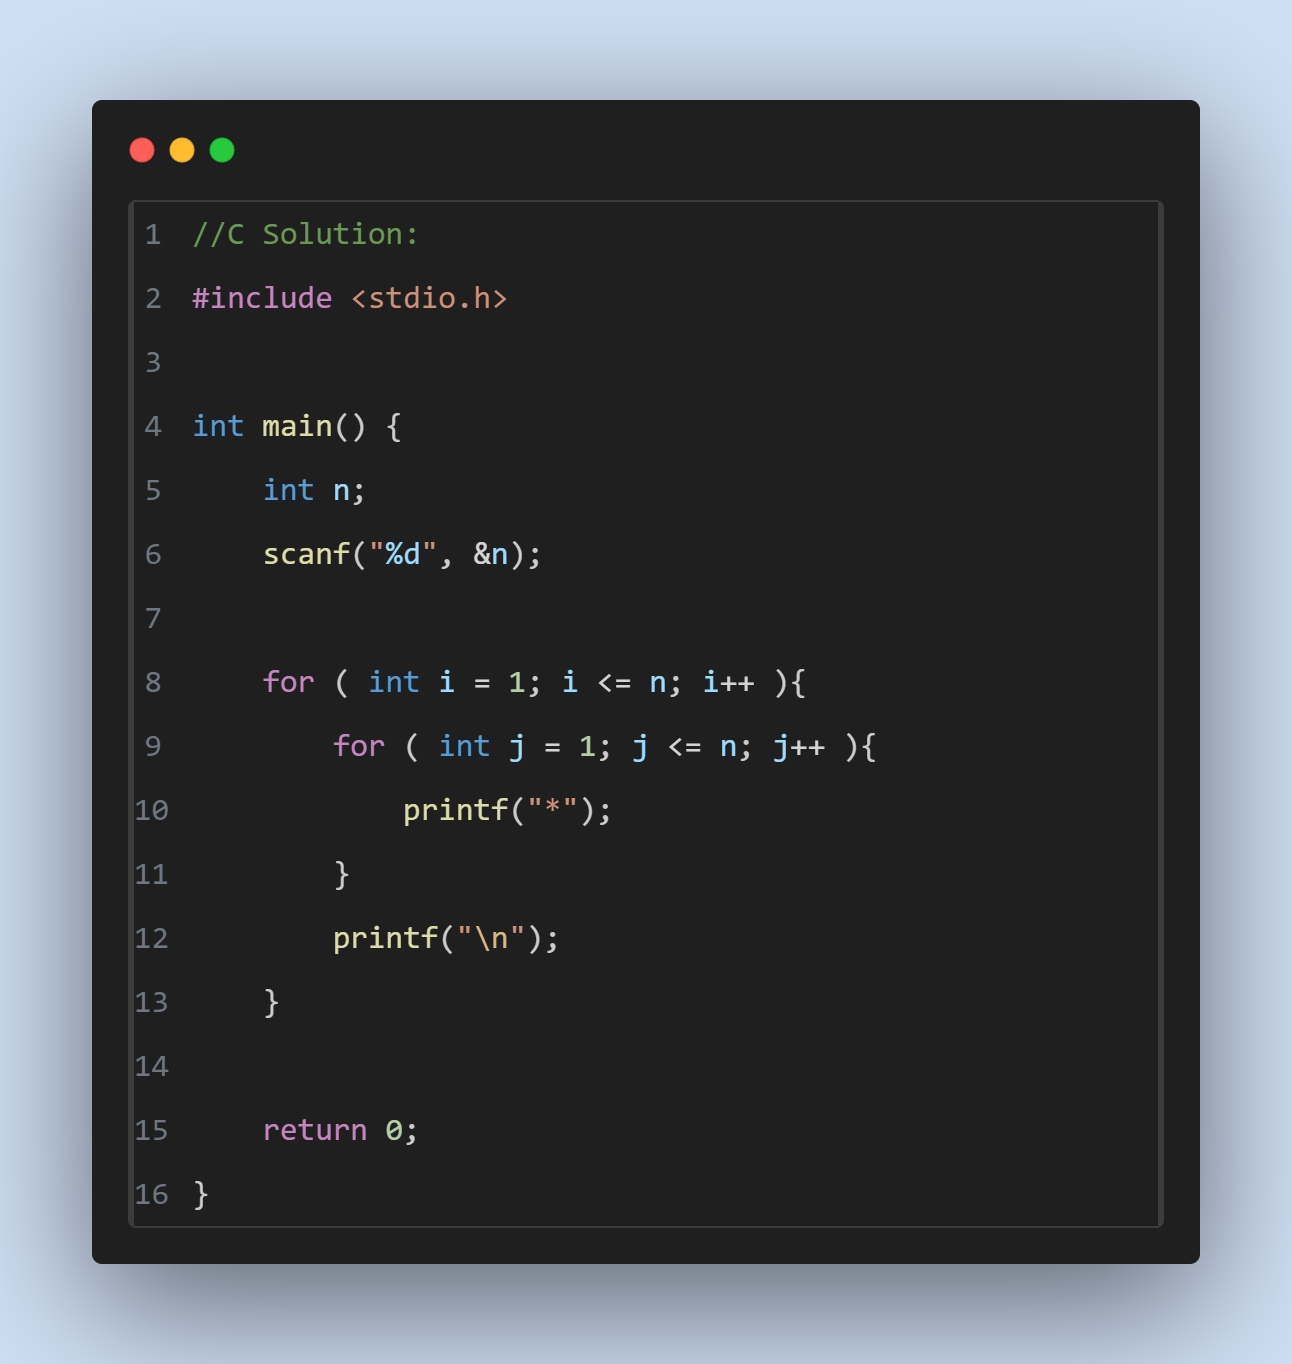 1 //C Solution:
2 #include <stdio.h>
3
4 int main() {
5     int n;
6     scanf("%d", &n);
7
8     for ( int i = 1; i <= n; i++ ){
9         for ( int j = 1; j <= n; j++ ){
10             printf("*");
11         }
12         printf("\n");
13     }
14
15     return 0;
16 }